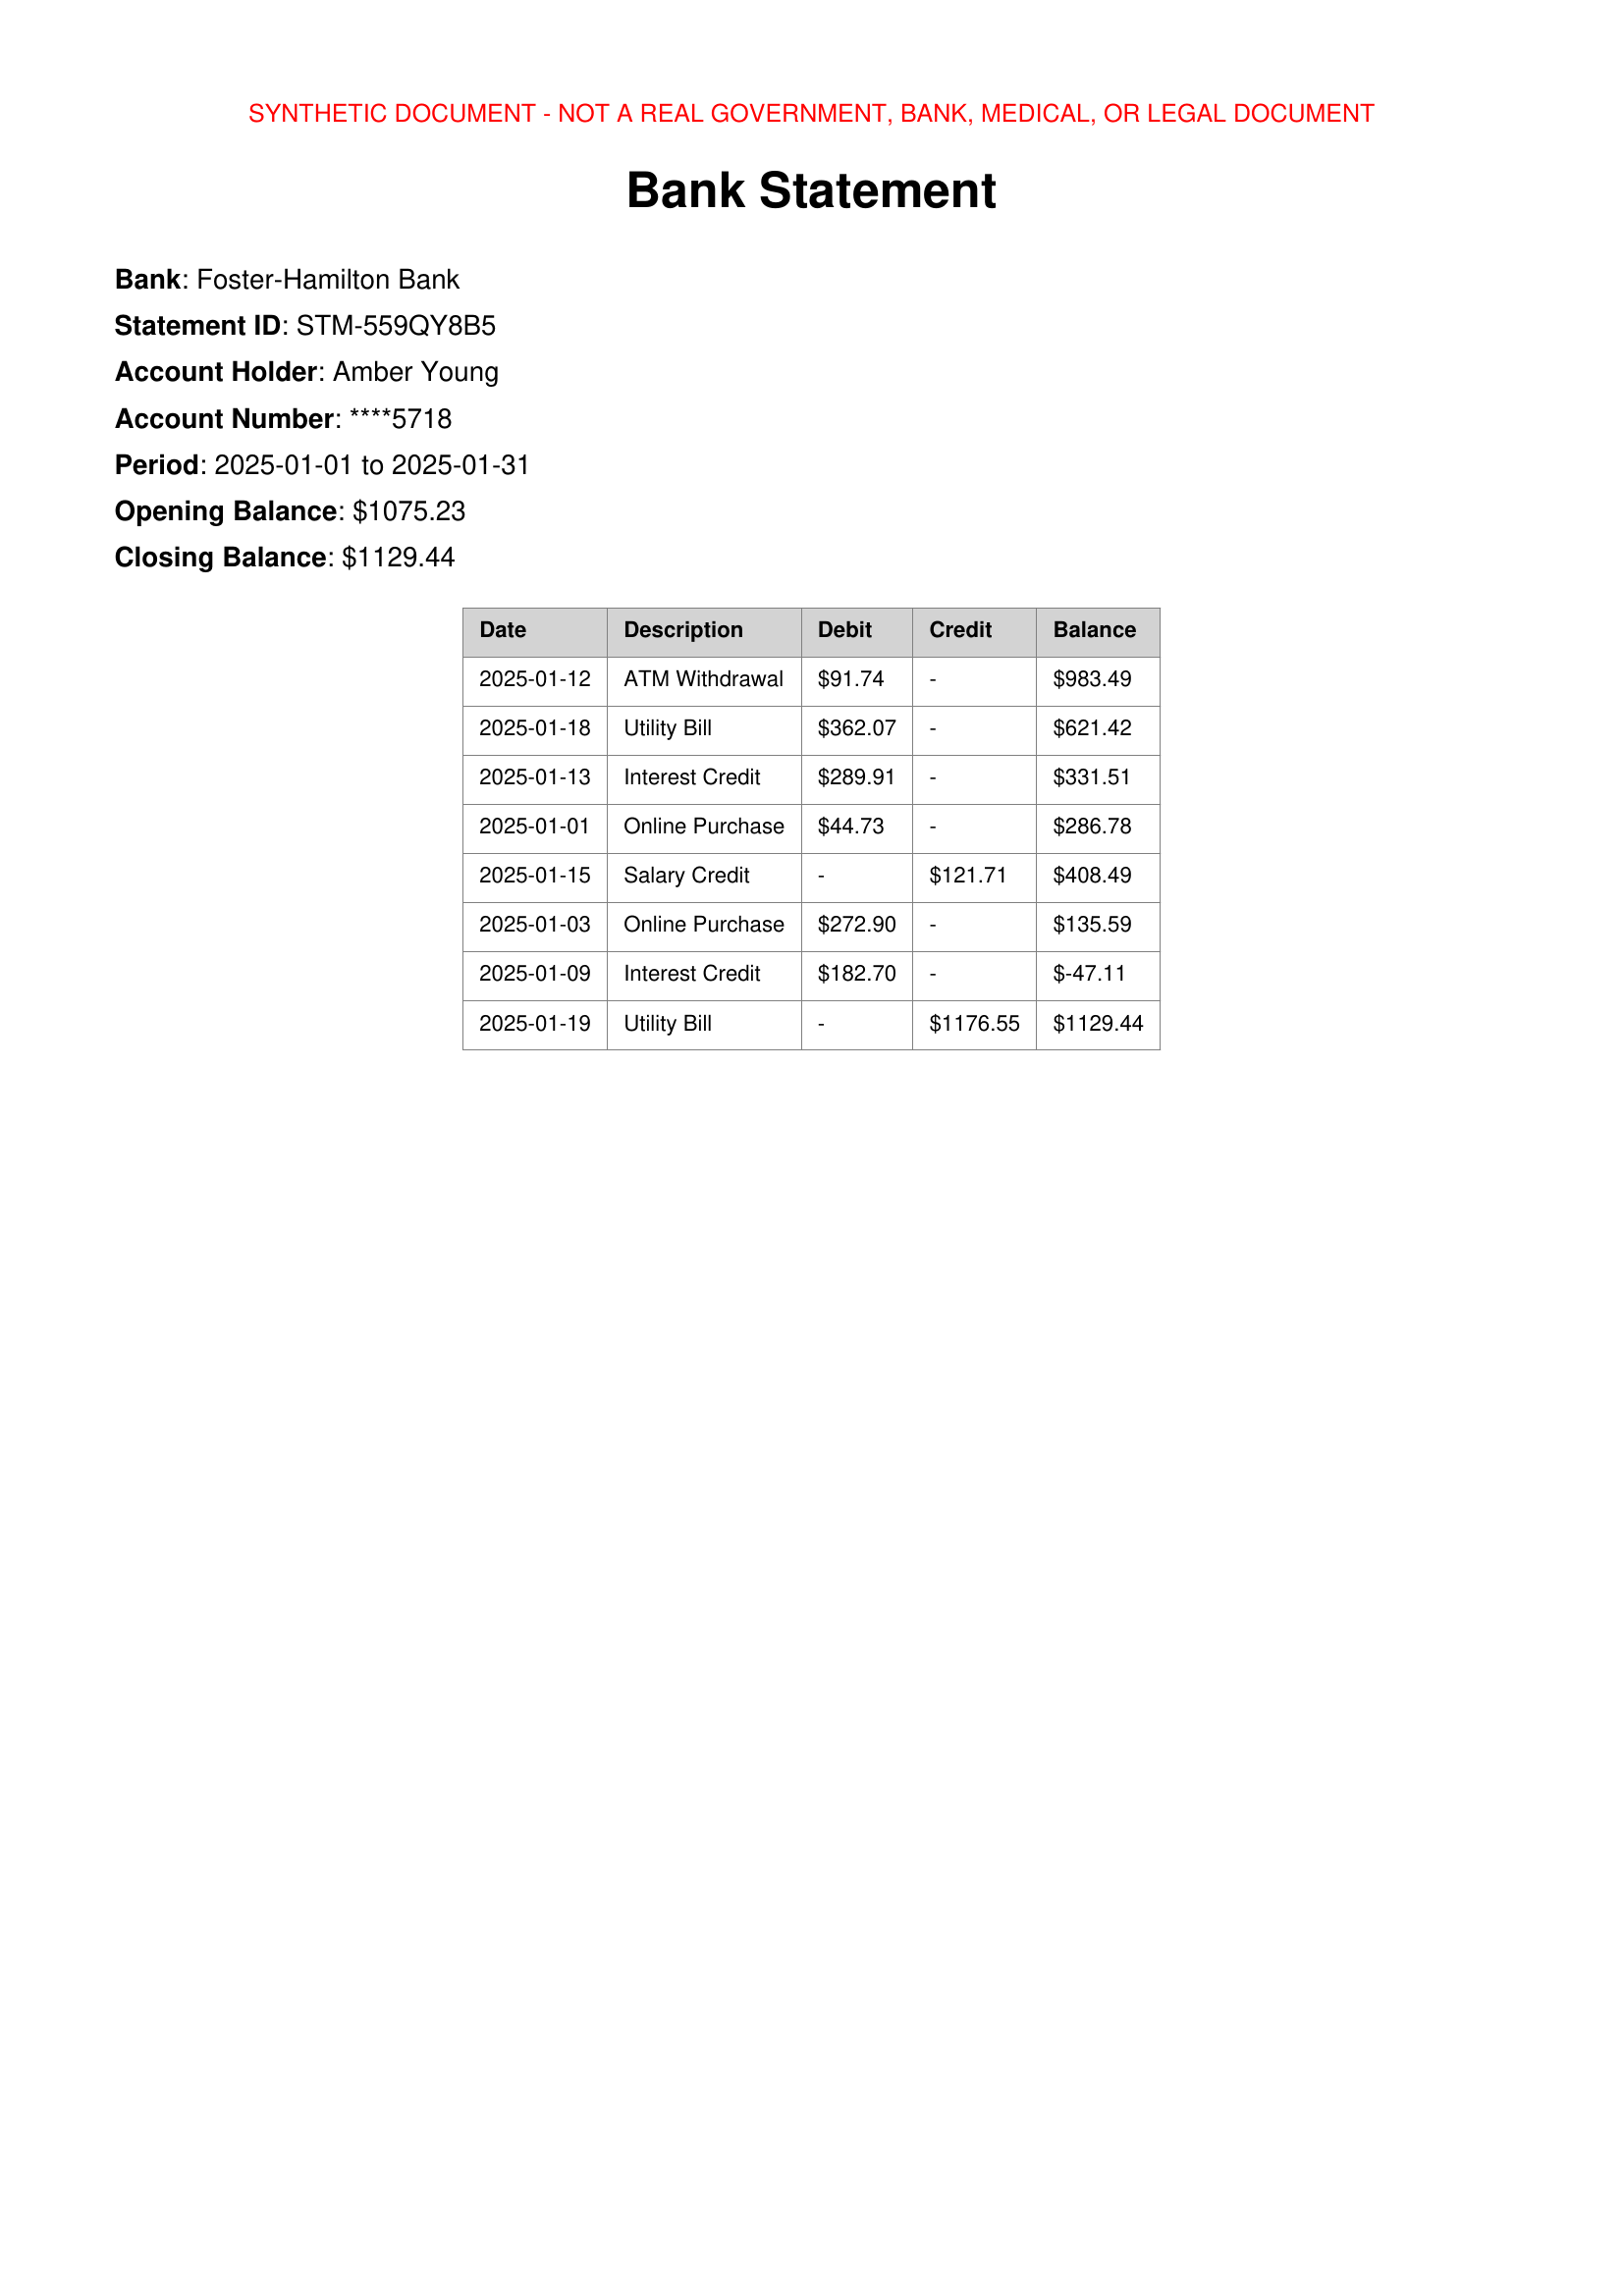 SYNTHETIC DOCUMENT - NOT A REAL GOVERNMENT, BANK, MEDICAL, OR LEGAL DOCUMENT
Bank Statement
Bank: Foster-Hamilton Bank
Statement ID: STM-559QY8B5
Account Holder: Amber Young
Account Number: ****5718
Period: 2025-01-01 to 2025-01-31
Opening Balance: $1075.23
Closing Balance: $1129.44
Date Description Debit Credit Balance
2025-01-12 ATM Withdrawal $91.74 - $983.49
2025-01-18 Utility Bill $362.07 - $621.42
2025-01-13 Interest Credit $289.91 - $331.51
2025-01-01 Online Purchase $44.73 - $286.78
2025-01-15 Salary Credit - $121.71 $408.49
2025-01-03 Online Purchase $272.90 - $135.59
2025-01-09 Interest Credit $182.70 - $-47.11
2025-01-19 Utility Bill - $1176.55 $1129.44